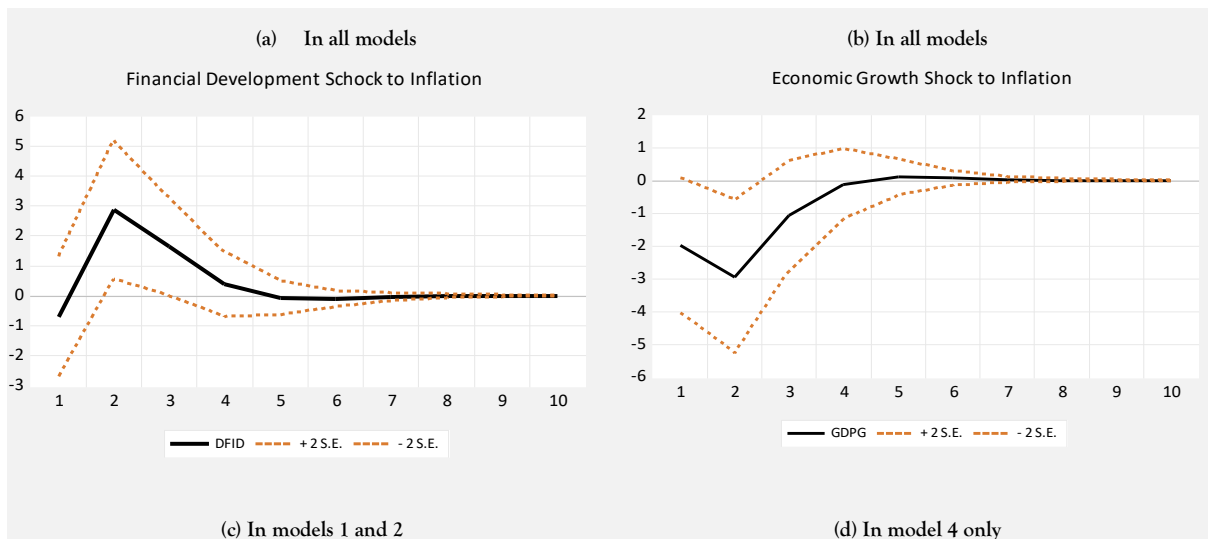 (a) In all models
Financial Development Schock to Inflation
6
5
4
3
2
1
0
-1
-2
-3
1 2 3 4 5 6 7 8 9 10
DFID + 2 S.E. - 2 S.E.
(b) In all models
Economic Growth Shock to Inflation
2
1
0
-1
-2
-3
-4
-5
-6
1 2 3 4 5 6 7 8 9 10
GDPG + 2 S.E. - 2 S.E.
(c) In models 1 and 2
(d) In model 4 only